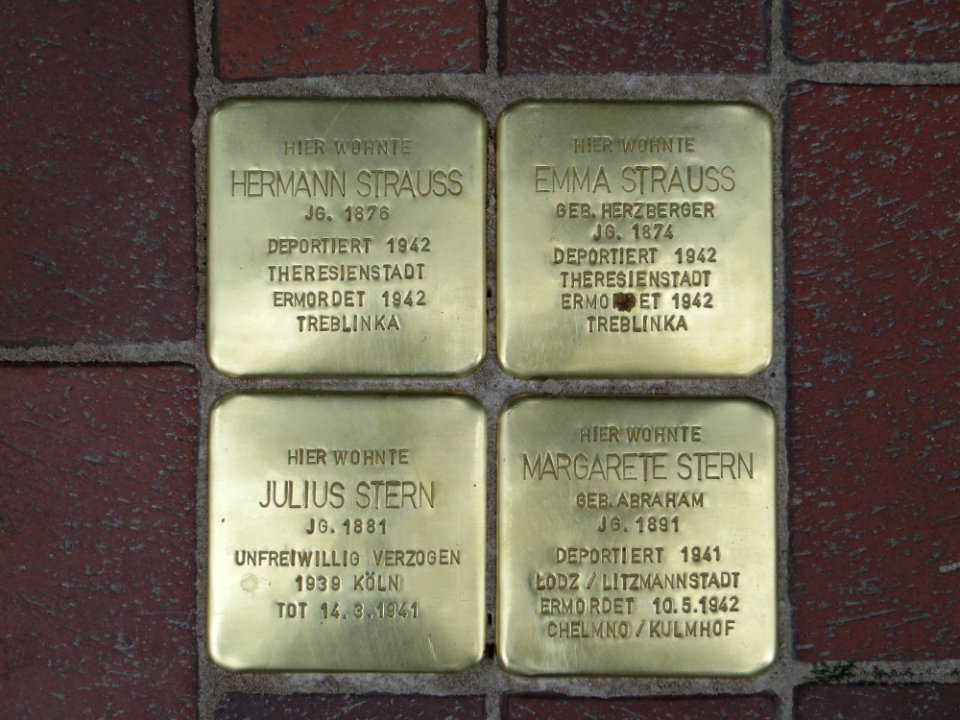 HIER WOHNTE
HERMANN STRAUSS
JG. 1876
DEPORTIERT 1942
THERESIENSTADT
ERMORDET 1942
TREBLINKA
HIER WOHNTE
EMMA STRAUSS
GEB. HERZBERGER
JG. 1874
DEPORTIERT 1942
THERESIENSTADT
ERMORDET 1942
TREBLINKA
HIER WOHNTE
JULIUS STERN
JG. 1881
UNFREIWILLIG VERZOGEN
1939 KÖLN
TOT 14.3.1941
HIER WOHNTE
MARGARETE STERN
GEB. ABRAHAM
JG. 1891
DEPORTIERT 1941
ŁODZ / LITZMANNSTADT
ERMORDET 10.5.1942
CHELMNO / KULMHOF